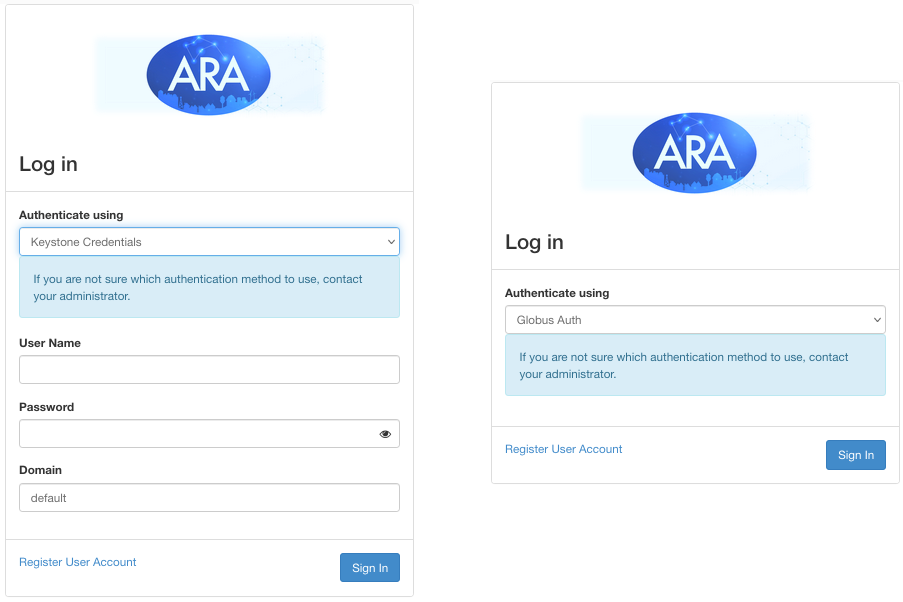 ARA
Log in
Authenticate using
Keystone Credentials
If you are not sure which authentication method to use, contact
your administrator.
User Name
Password
Domain
default
Register User Account
Sign In
ARA
Log in
Authenticate using
Globus Auth
If you are not sure which authentication method to use, contact
your administrator.
Register User Account
Sign In